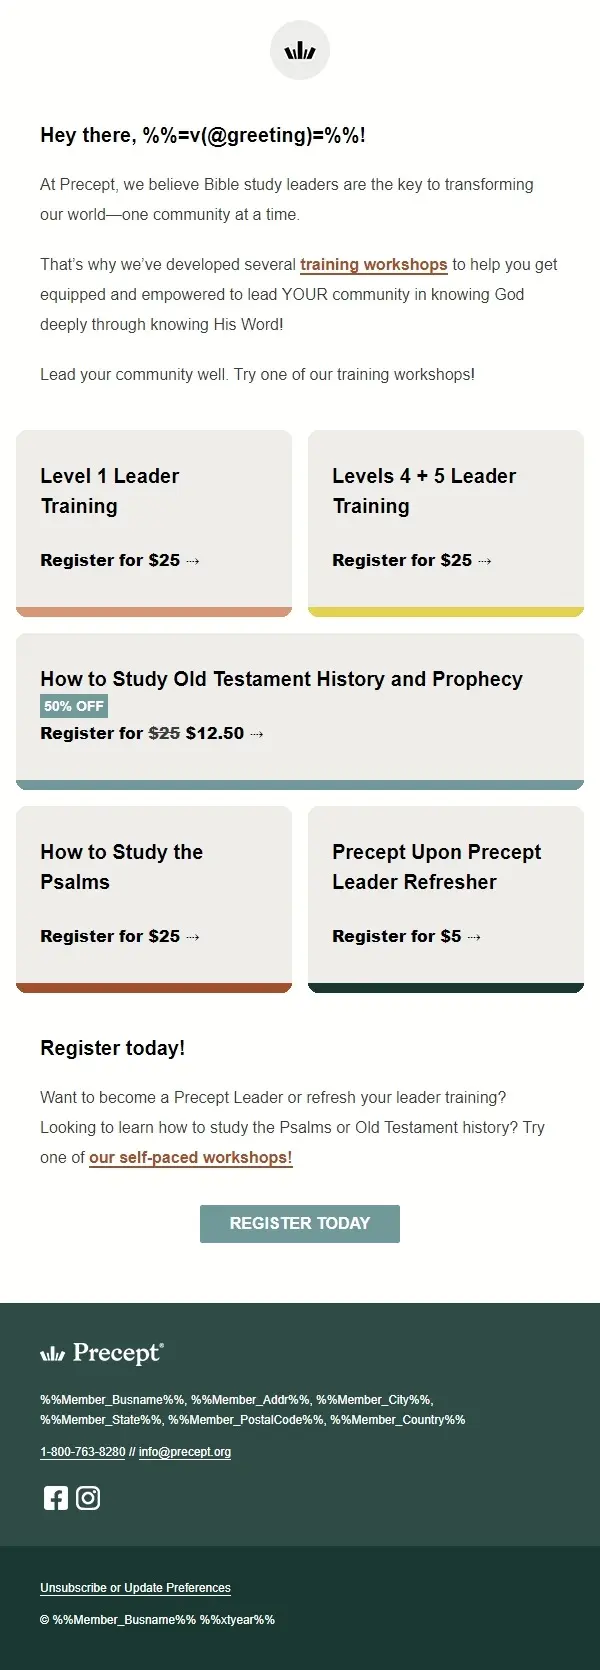 Hey there, %%=v(@greeting)=%%!
At Precept, we believe Bible study leaders are the key to transforming
our world—one community at a time.
That's why we've developed several training workshops to help you get
equipped and empowered to lead YOUR community in knowing God
deeply through knowing His Word!
Lead your community well. Try one of our training workshops!
Level 1 Leader
Training
Register for $25 ⤏
Levels 4 + 5 Leader
Training
Register for $25 ⤏
How to Study Old Testament History and Prophecy
50% OFF
Register for $25 $12.50 ⤏
How to Study the
Psalms
Register for $25 ⤏
Precept Upon Precept
Leader Refresher
Register for $5 ⤏
Register today!
Want to become a Precept Leader or refresh your leader training?
Looking to learn how to study the Psalms or Old Testament history? Try
one of our self-paced workshops!
REGISTER TODAY
Precept®
%%Member_Busname%%, %%Member_Addr%%, %%Member_City%%,
%%Member_State%%, %%Member_PostalCode%%, %%Member_Country%%
1-800-763-8280 // info@precept.org
Unsubscribe or Update Preferences
© %%Member_Busname%% %%xtyear%%